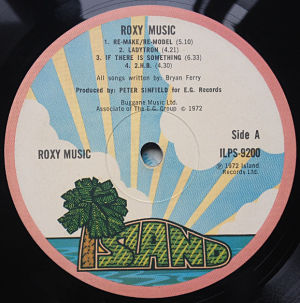 ROXY MUSIC
1. RE-MAKE/RE-MODEL (5.10)
2. LADYTRON (4.21)
3. IF THERE IS SOMETHING (6.33)
4. 2.H.B. (4.30)
All songs written by: Bryan Ferry
Produced by: PETER SINFIELD for E.G. Records
Buggane Music Ltd.
Associate of The E.G. Group © 1972
Side A
ROXY MUSIC
ILPS-9200
℗ 1972 Island
Records Ltd.
ISLAND